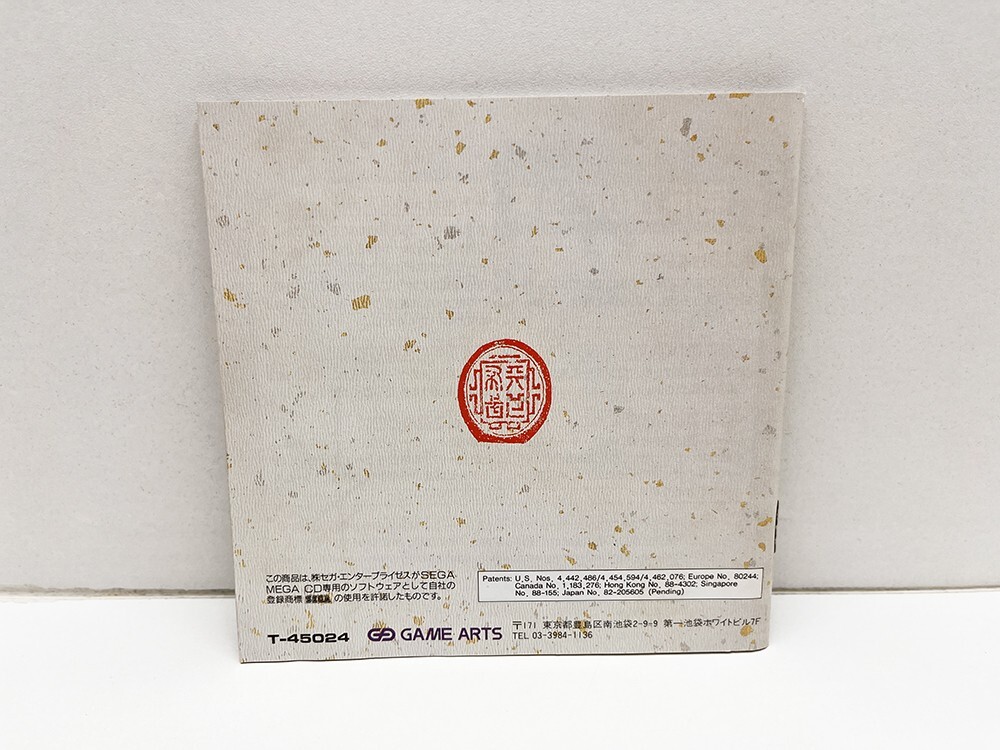 この商品は、㈱セガ・エンタープライゼスがSEGA
MEGA CD専用のソフトウェアとして自社の
登録商標 SEGA の使用を許諾したものです。
Patents: U.S. Nos. 4,442,486/4,454,594/4,462,076; Europe No. 80244;
Canada No. 1,183,276; Hong Kong No. 88-4302; Singapore
No. 88-155; Japan No. 82-205605 (Pending)
T-45024
GAME ARTS
〒171 東京都豊島区南池袋2-9-9 第一池袋ホワイトビル7F
TEL 03-3984-1136